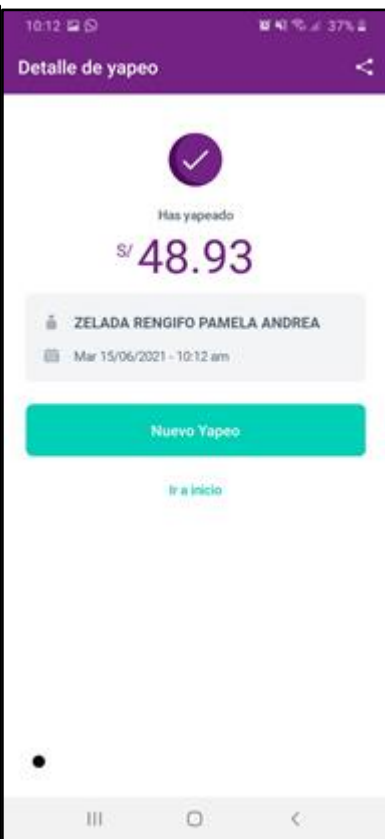 10:12 37%
Detalle de yapeo
Has yapeado
S/ 48.93
ZELADA RENGIFO PAMELA ANDREA
Mar 15/06/2021 - 10:12 am
Nuevo Yapeo
Ir a inicio